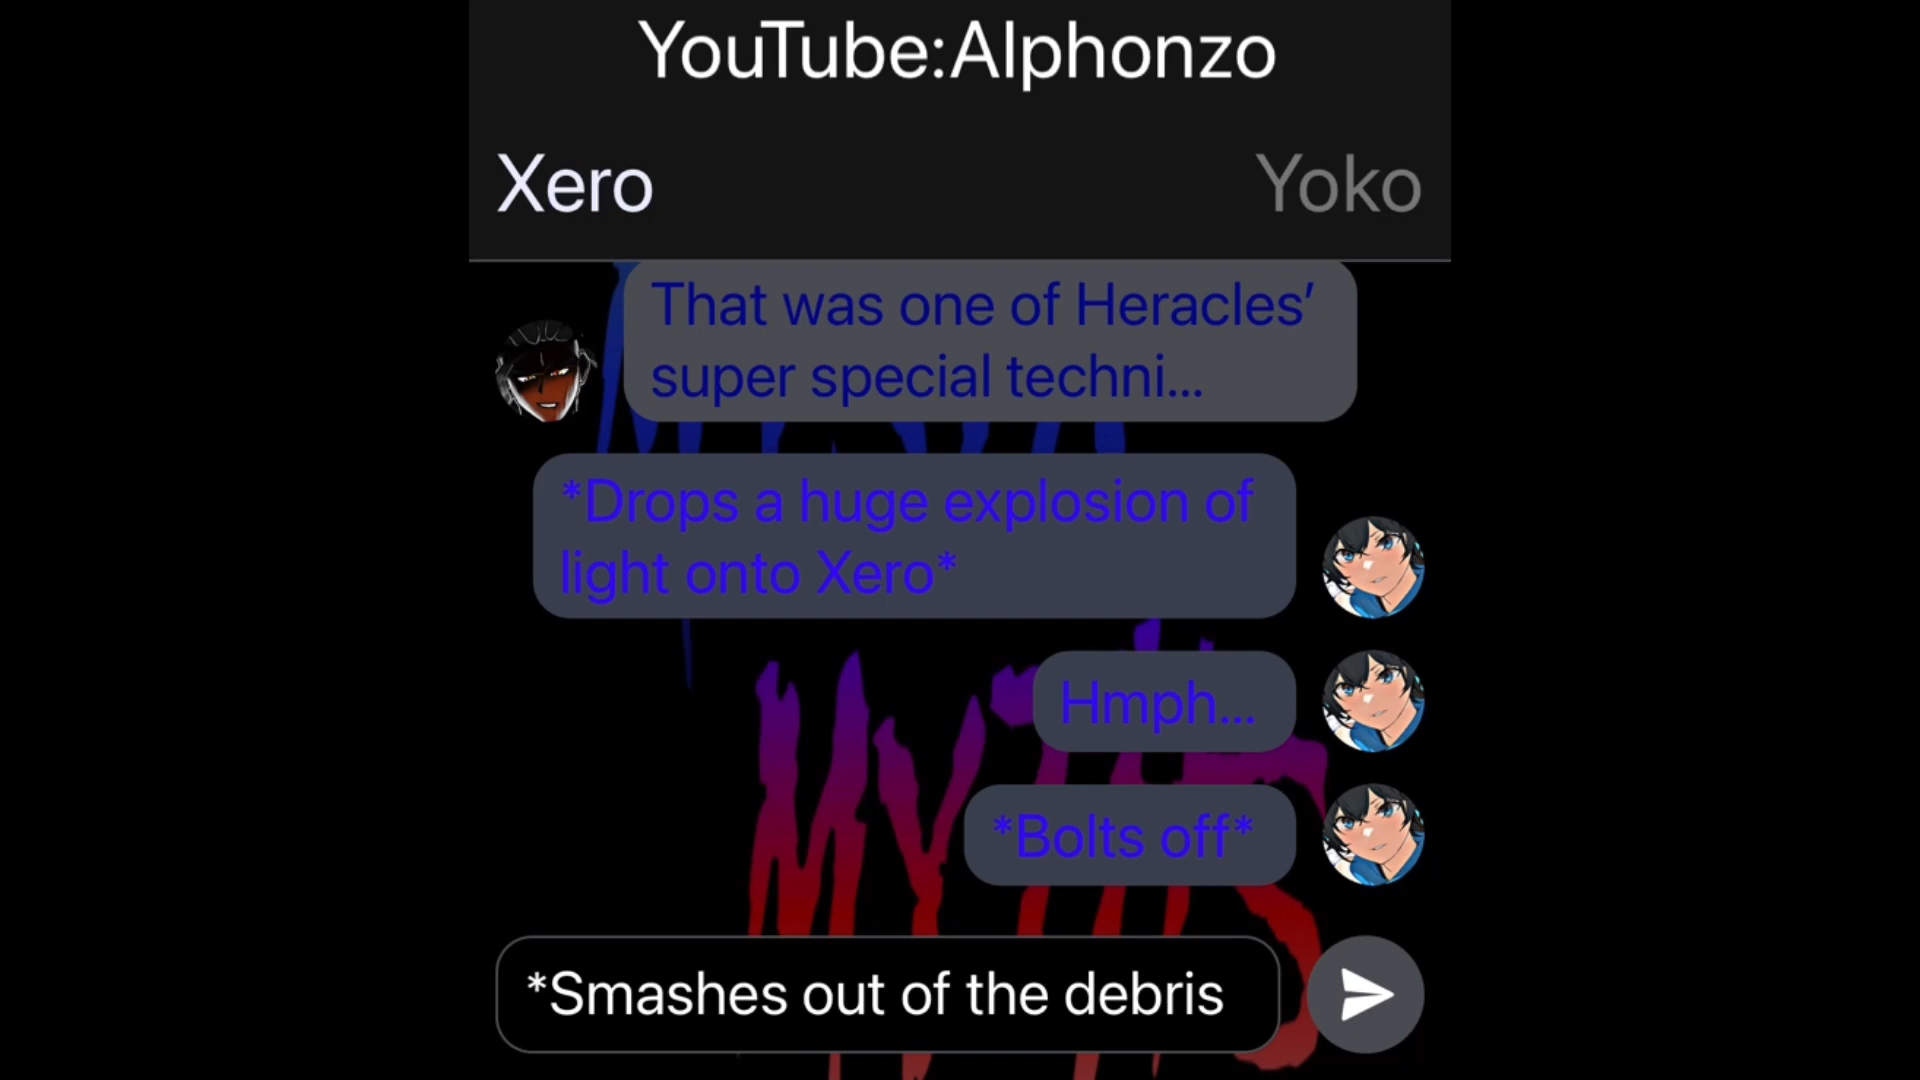 YouTube:Alphonzo
Xero
Yoko
That was one of Heracles’
super special techni...
*Drops a huge explosion of
light onto Xero*
Hmph...
*Bolts off*
*Smashes out of the debris